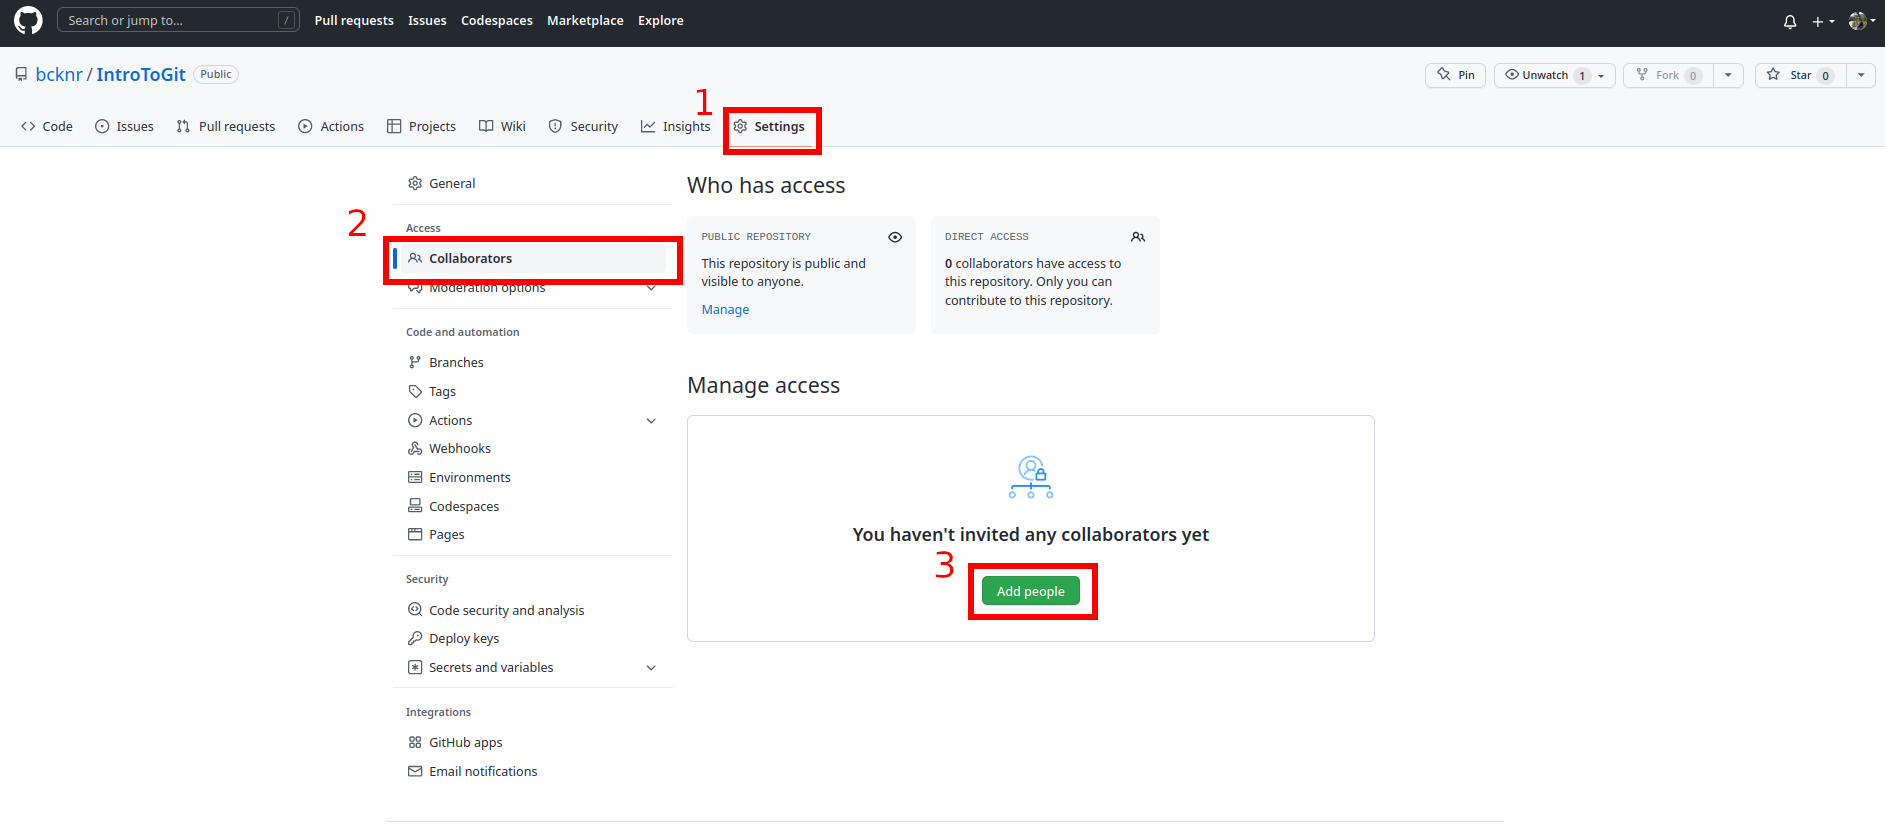 Search or jump to... /
Pull requests Issues Codespaces Marketplace Explore
bcknr / IntroToGit Public
Pin Unwatch 1 Fork 0 Star 0
1
Code Issues Pull requests Actions Projects Wiki Security Insights Settings
General
2
Access
Collaborators
Moderation options
Code and automation
Branches
Tags
Actions
Webhooks
Environments
Codespaces
Pages
Security
Code security and analysis
Deploy keys
Secrets and variables
Integrations
GitHub apps
Email notifications
Who has access
PUBLIC REPOSITORY
This repository is public and
visible to anyone.
Manage
DIRECT ACCESS
0 collaborators have access to
this repository. Only you can
contribute to this repository.
Manage access
You haven't invited any collaborators yet
3
Add people